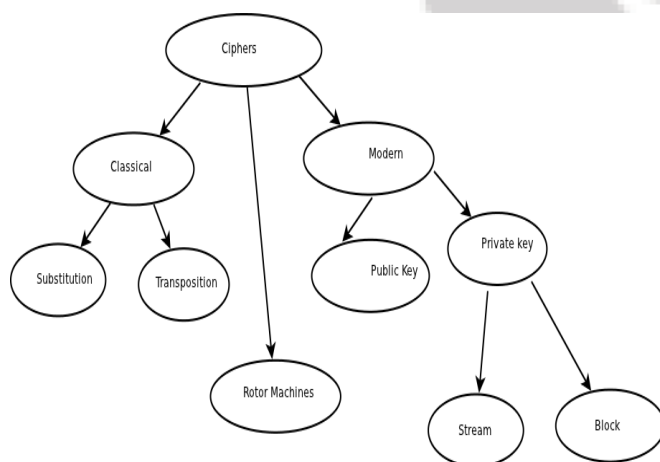 Ciphers
Classical
Modern
Substitution
Transposition
Public Key
Private key
Rotor Machines
Stream
Block